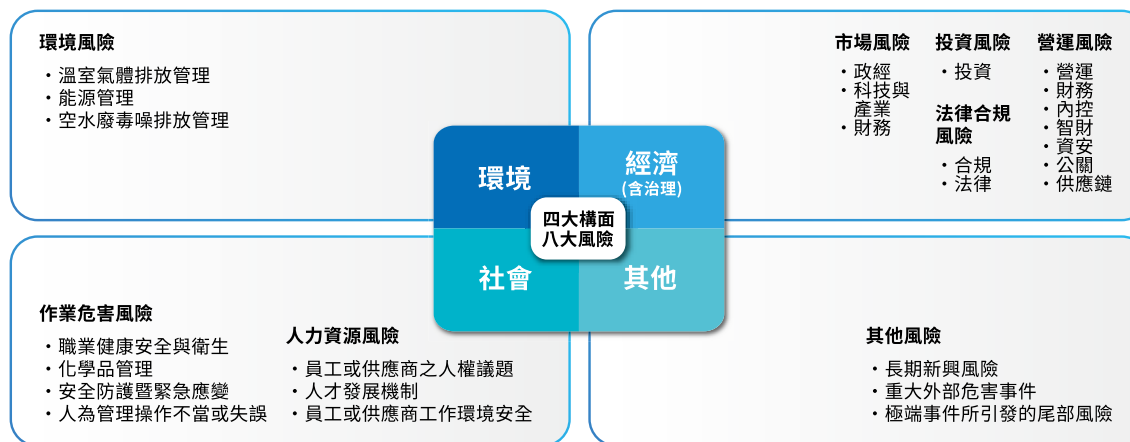 環境風險
・溫室氣體排放管理
・能源管理
・空水廢毒噪排放管理
市場風險
・政經
・科技與
產業
・財務
投資風險
・投資
法律合規
風險
・合規
・法律
營運風險
・營運
・財務
・內控
・智財
・資安
・公關
・供應鏈
環境
經濟
(含治理)
四大構面
八大風險
社會
其他
作業危害風險
・職業健康安全與衛生
・化學品管理
・安全防護暨緊急應變
・人為管理操作不當或失誤
人力資源風險
・員工或供應商之人權議題
・人才發展機制
・員工或供應商工作環境安全
其他風險
・長期新興風險
・重大外部危害事件
・極端事件所引發的尾部風險